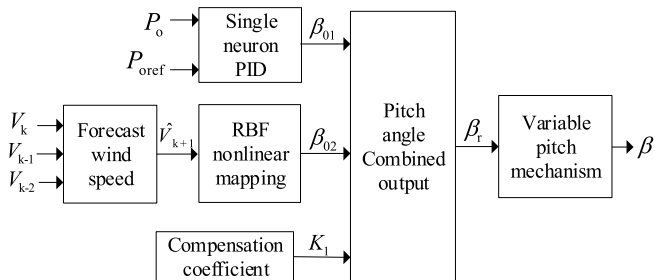 P_o
P_oref
Single
neuron
PID
β_01
V_k
V_k-1
V_k-2
Forecast
wind
speed
V̂_k+1
RBF
nonlinear
mapping
β_02
Compensation
coefficient
K_1
Pitch
angle
Combined
output
β_r
Variable
pitch
mechanism
β